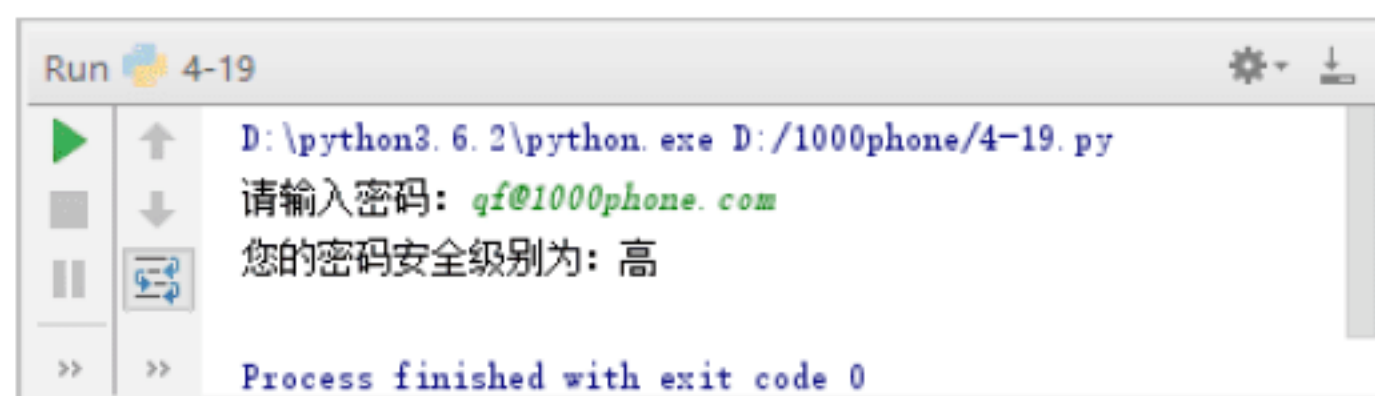 Run 4-19
D:\python3.6.2\python.exe D:/1000phone/4-19.py
请输入密码：qf@1000phone.com
您的密码安全级别为：高
Process finished with exit code 0